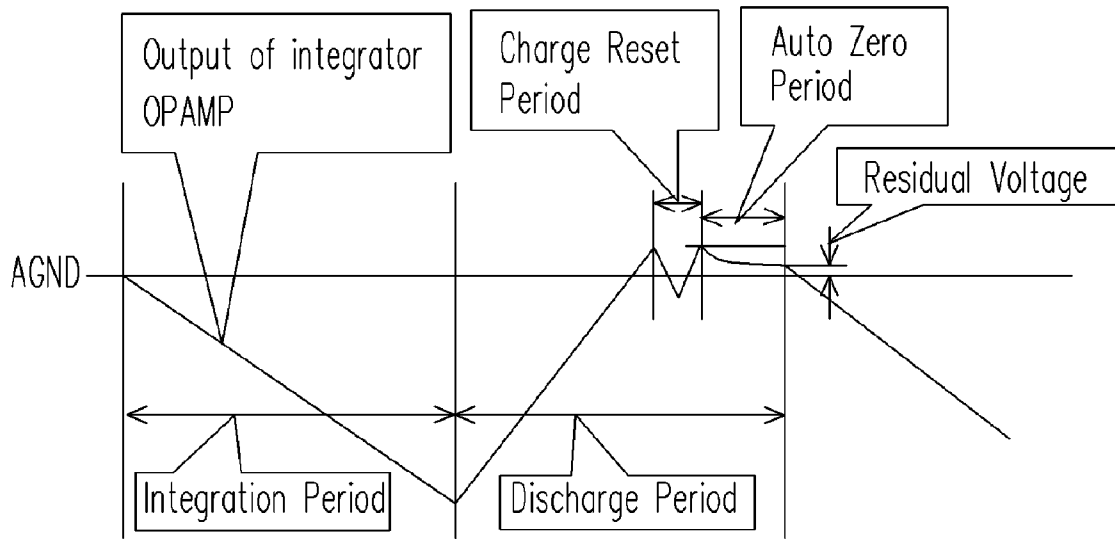 Output of integrator
OPAMP
Charge Reset
Period
Auto Zero
Period
Residual Voltage
AGND
Integration Period
Discharge Period